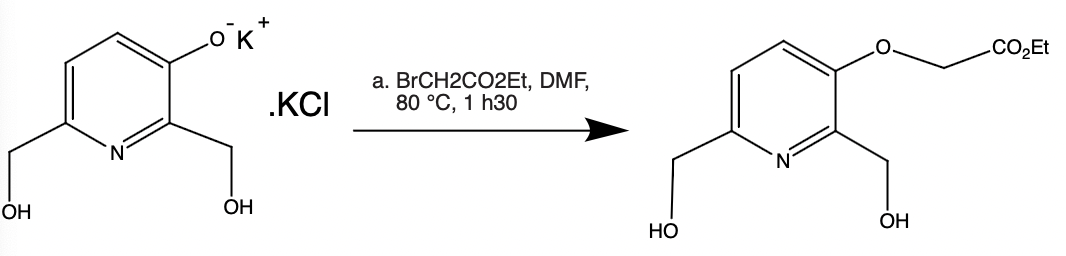 O⁻ K⁺
N
OH
OH
.KCl
a. BrCH2CO2Et, DMF,
80 °C, 1 h30
O
CO₂Et
N
HO
OH